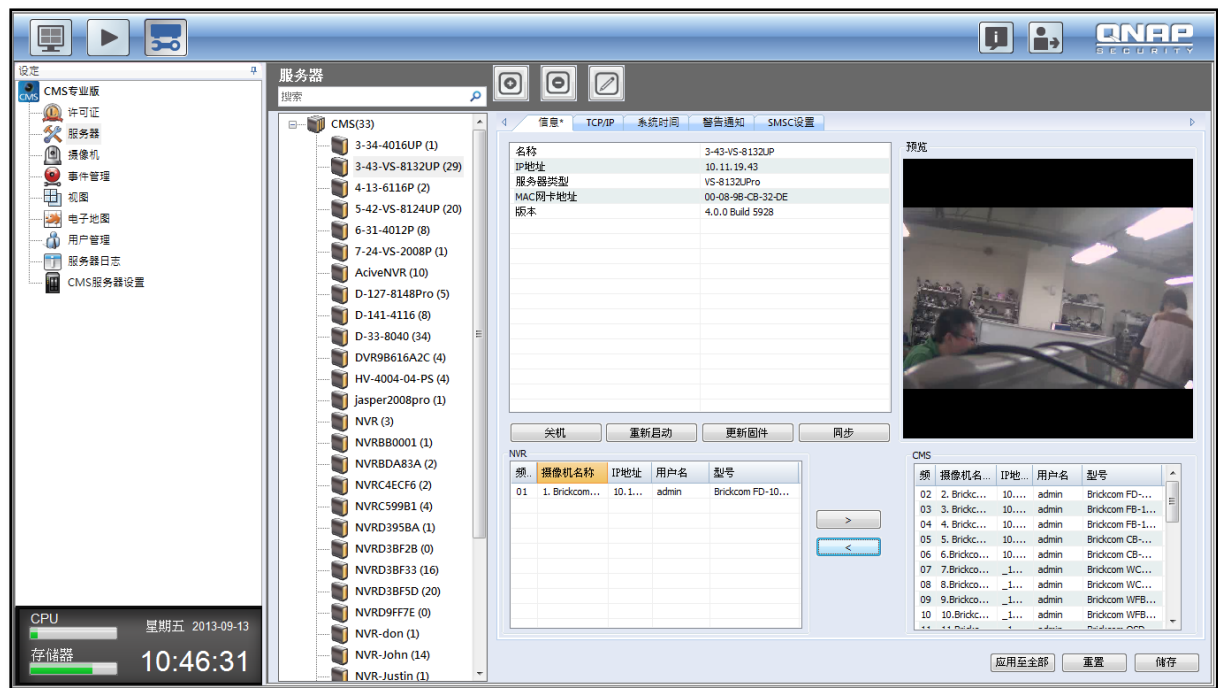 QNAP
SECURITY
设定
CMS专业版
许可证
服务器
摄像机
事件管理
视图
电子地图
用户管理
服务器日志
CMS服务器设置
CPU
星期五 2013-09-13
存储器
10:46:31
服务器
搜索
CMS(33)
3-34-4016UP (1)
3-43-VS-8132UP (29)
4-13-6116P (2)
5-42-VS-8124UP (20)
6-31-4012P (8)
7-24-VS-2008P (1)
AciveNVR (10)
D-127-8148Pro (5)
D-141-4116 (8)
D-33-8040 (34)
DVR9B616A2C (4)
HV-4004-04-PS (4)
jasper2008pro (1)
NVR (3)
NVRBB0001 (1)
NVRBDA83A (2)
NVRC4ECF6 (2)
NVRC599B1 (4)
NVRD395BA (1)
NVRD3BF2B (0)
NVRD3BF33 (16)
NVRD3BF5D (20)
NVRD9FF7E (0)
NVR-don (1)
NVR-John (14)
NVR-Justin (1)
信息* TCP/IP 系统时间 警告通知 SMSC设置
名称 3-43-VS-8132UP
IP地址 10.11.19.43
服务器类型 VS-8132UPro
MAC网卡地址 00-08-9B-CB-32-DE
版本 4.0.0 Build 5928
关机 重新启动 更新固件 同步
预览
NVR
频.. 摄像机名称 IP地址 用户名 型号
01 1. Brickcom... 10.1... admin Brickcom FD-10...
>
<
CMS
频 摄像机名... IP地... 用户名 型号
02 2. Brickc... 10.... admin Brickcom FD-...
03 3. Brickc... 10.... admin Brickcom FB-1...
04 4. Brickc... 10.... admin Brickcom FB-1...
05 5. Brickc... 10.... admin Brickcom CB-...
06 6.Brickco... 10.... admin Brickcom CB-...
07 7.Brickco... _1... admin Brickcom WC...
08 8.Brickco... _1... admin Brickcom WC...
09 9.Brickco... _1... admin Brickcom WFB...
10 10.Brickc... _1... admin Brickcom WFB...
应用至全部 重置 储存